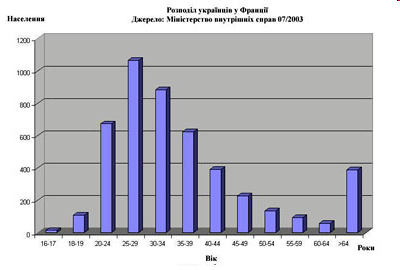 Розподіл українців у Франції
Джерело: Міністерство внутрішніх справ 07/2003
Населення
1200
1000
800
600
400
200
0
16-17 18-19 20-24 25-29 30-34 35-39 40-44 45-49 50-54 55-59 60-64 >64
Роки
Вік